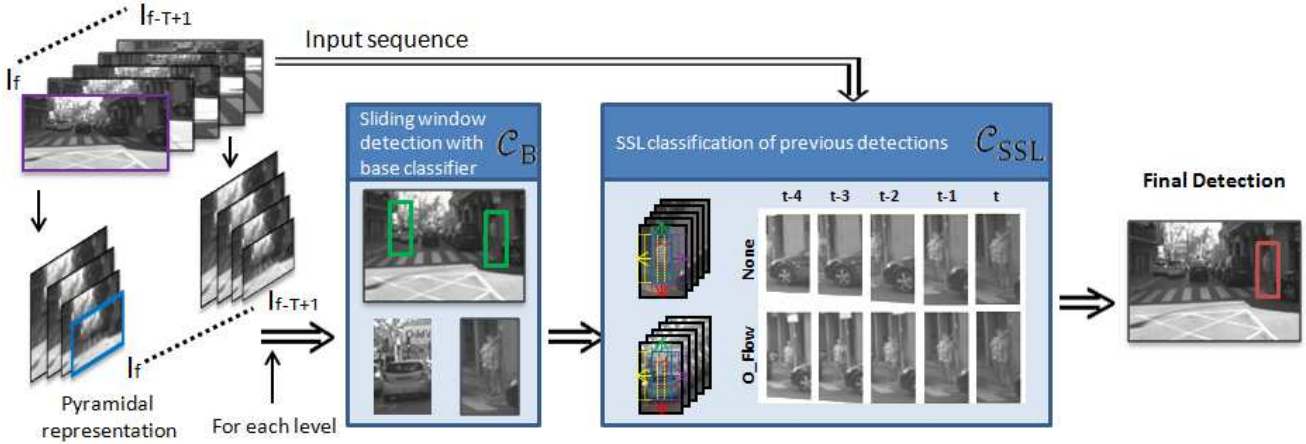 I_{f-T+1}
I_f
Input sequence
Sliding window
detection with
base classifier
C_B
SSL classification of previous detections
C_SSL
t-4 t-3 t-2 t-1 t
None
O_Flow
Final Detection
I_{f-T+1}
I_f
Pyramidal
representation
For each level